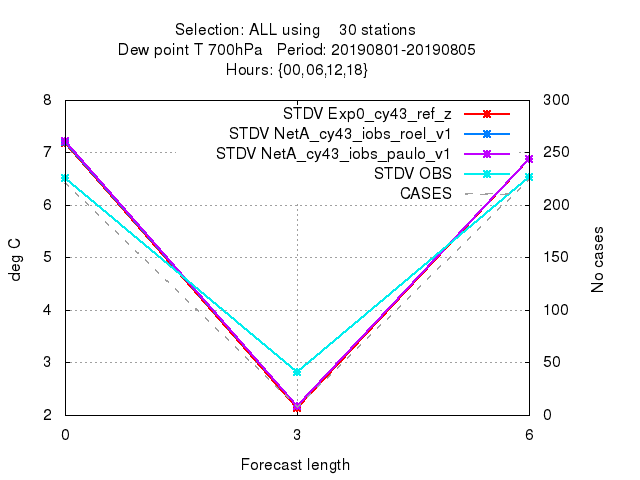 Selection: ALL using 30 stations
Dew point T 700hPa Period: 20190801-20190805
Hours: {00,06,12,18}
STDV Exp0_cy43_ref_z
STDV NetA_cy43_iobs_roel_v1
STDV NetA_cy43_iobs_paulo_v1
STDV OBS
CASES
8
7
6
5
4
3
2
deg C
300
250
200
150
100
50
0
No cases
0 3 6
Forecast length